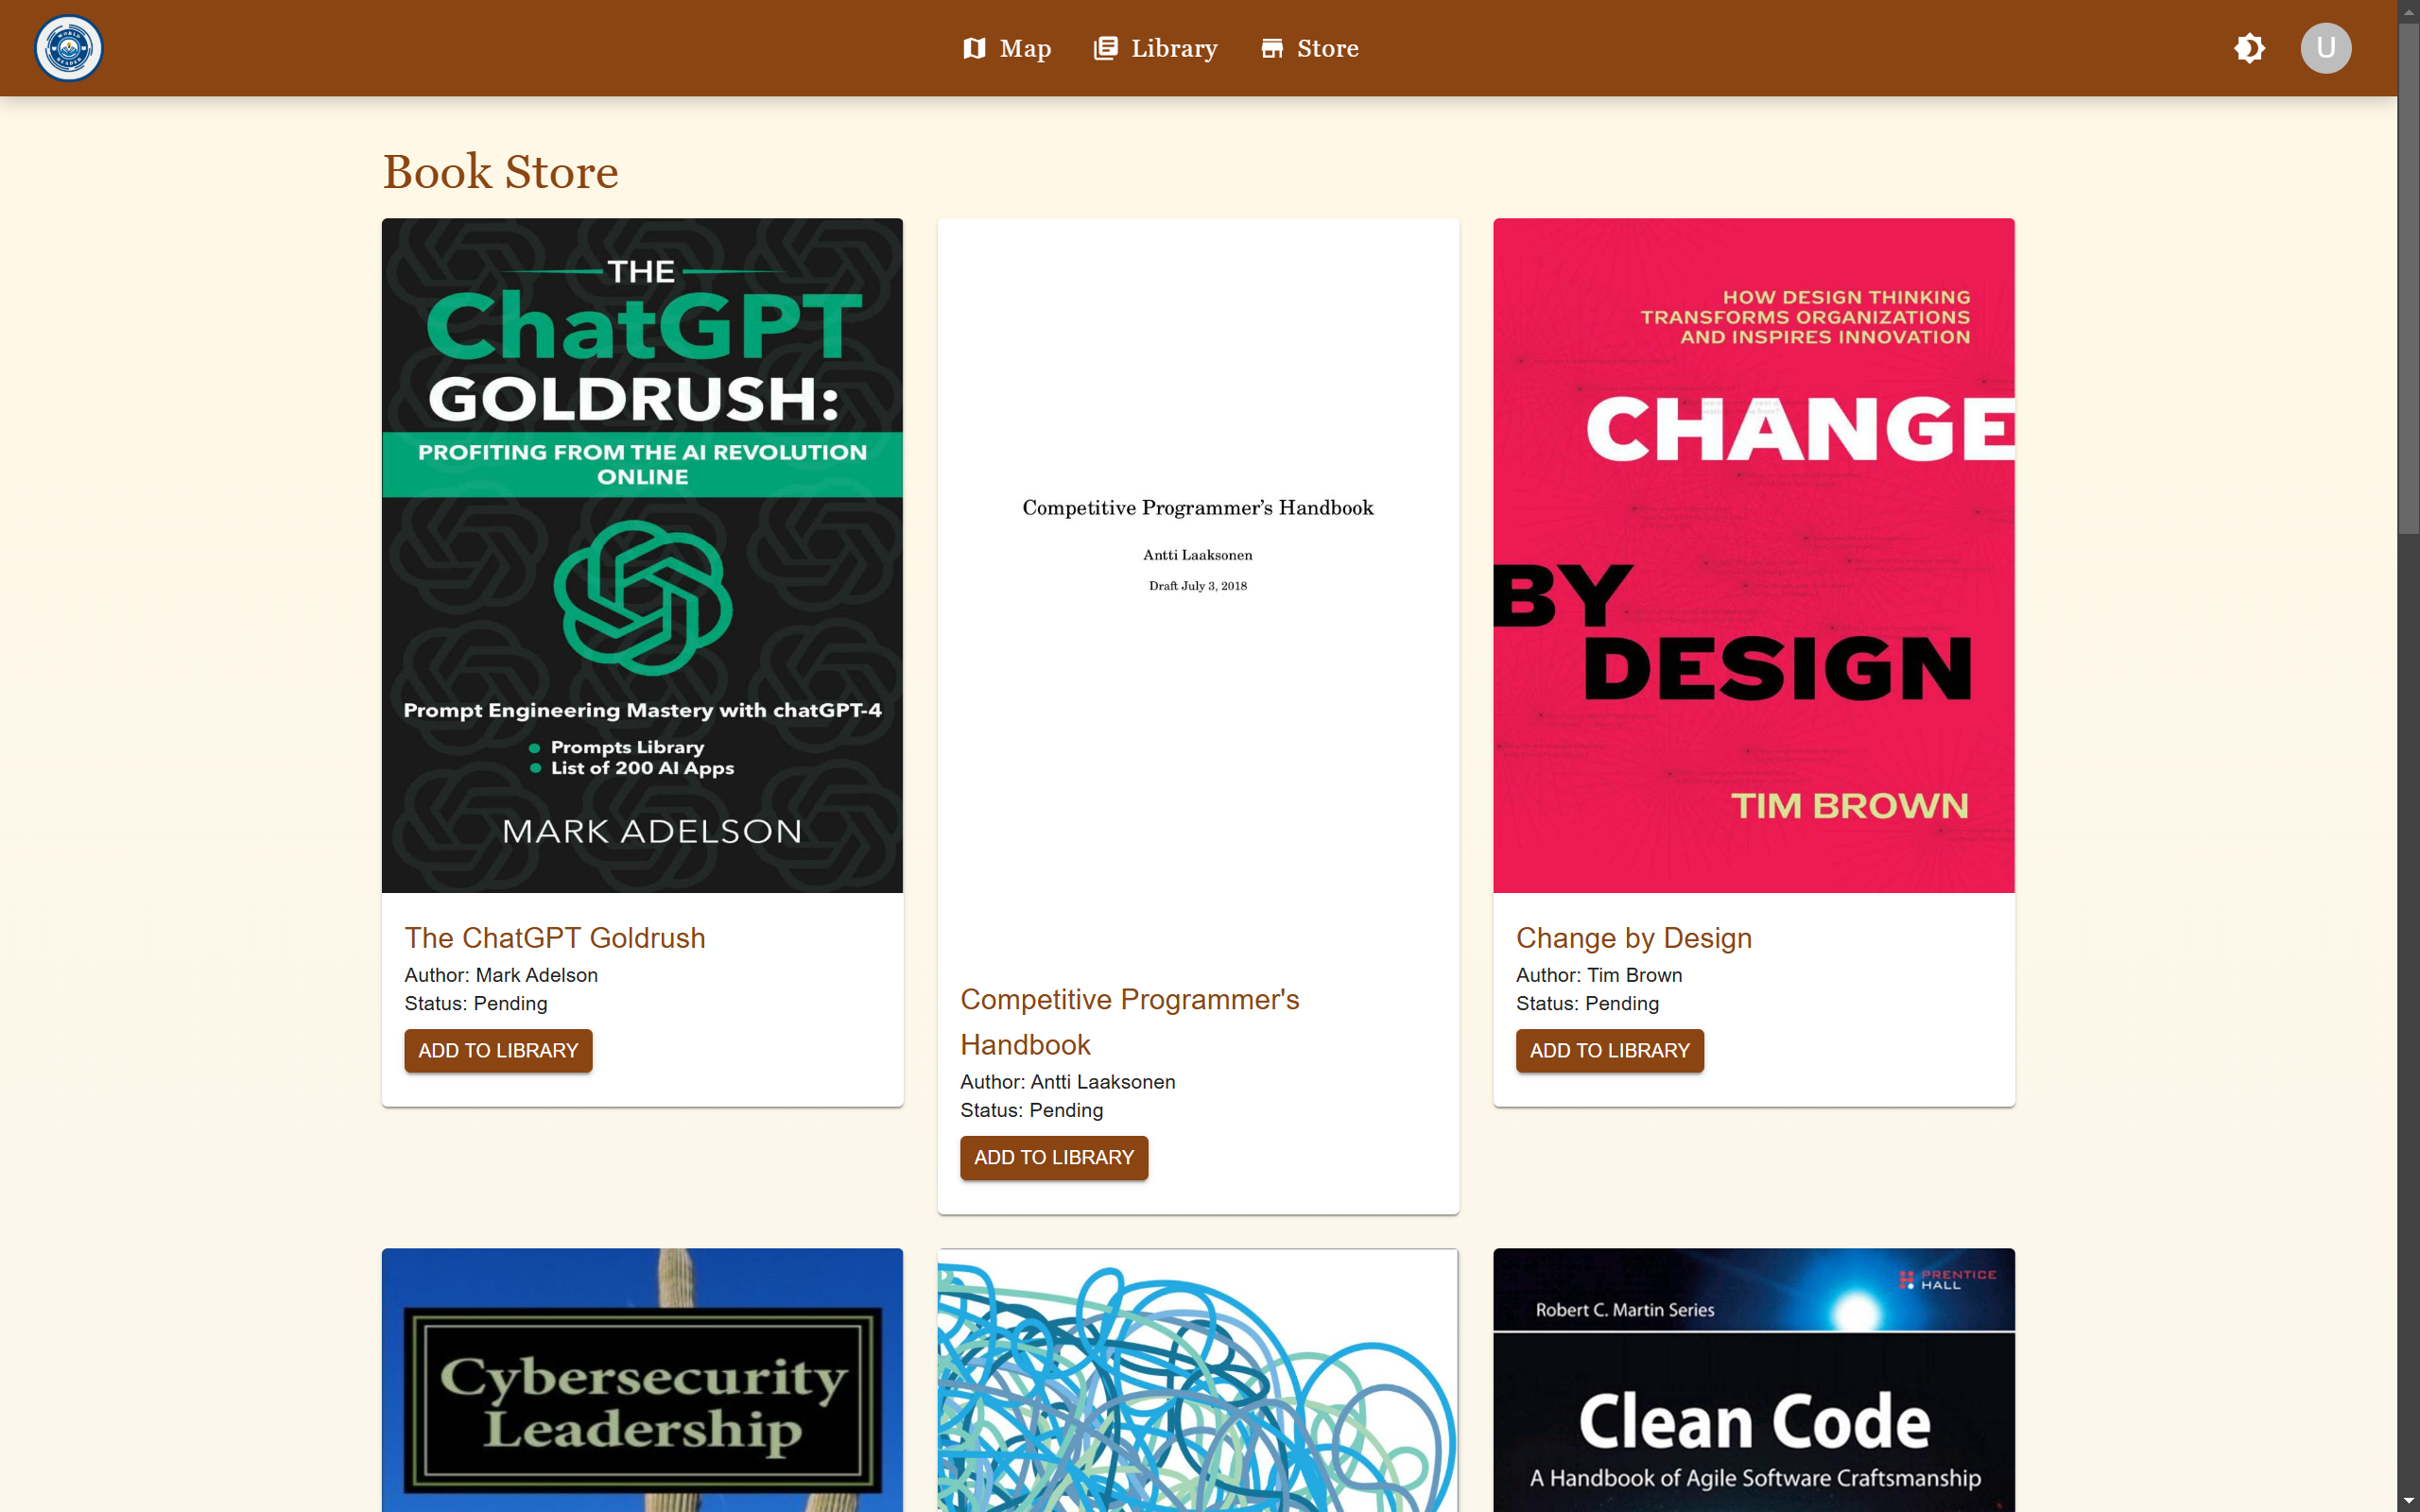 WORLD
READER
Map
Library
Store
U
Book Store
THE
ChatGPT
GOLDRUSH:
PROFITING FROM THE AI REVOLUTION
ONLINE
Prompt Engineering Mastery with chatGPT-4
Prompts Library
List of 200 AI Apps
MARK ADELSON
The ChatGPT Goldrush
Author: Mark Adelson
Status: Pending
ADD TO LIBRARY
Competitive Programmer's Handbook
Antti Laaksonen
Draft July 3, 2018
Competitive Programmer's
Handbook
Author: Antti Laaksonen
Status: Pending
ADD TO LIBRARY
HOW DESIGN THINKING
TRANSFORMS ORGANIZATIONS
AND INSPIRES INNOVATION
CHANGE
BY
DESIGN
TIM BROWN
Change by Design
Author: Tim Brown
Status: Pending
ADD TO LIBRARY
Cybersecurity
Leadership
PRENTICE
HALL
Robert C. Martin Series
Clean Code
A Handbook of Agile Software Craftsmanship